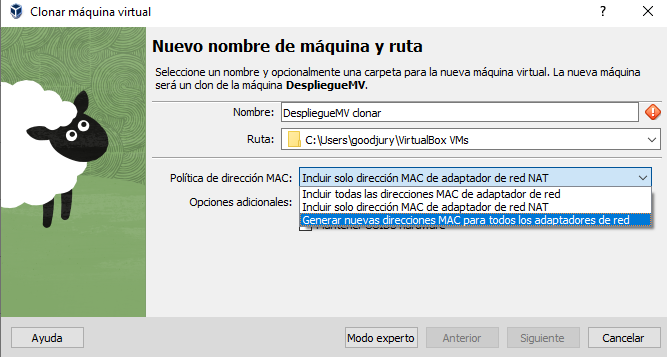 Clonar máquina virtual
Nuevo nombre de máquina y ruta
Seleccione un nombre y opcionalmente una carpeta para la nueva máquina virtual. La nueva máquina
será un clon de la máquina DespliegueMV.
Nombre: DespliegueMV clonar
Ruta: C:\Users\goodjury\VirtualBox VMs
Política de dirección MAC: Incluir solo dirección MAC de adaptador de red NAT
Incluir todas las direcciones MAC de adaptador de red
Opciones adicionales: Incluir solo dirección MAC de adaptador de red NAT
Generar nuevas direcciones MAC para todos los adaptadores de red
Ayuda Modo experto Anterior Siguiente Cancelar